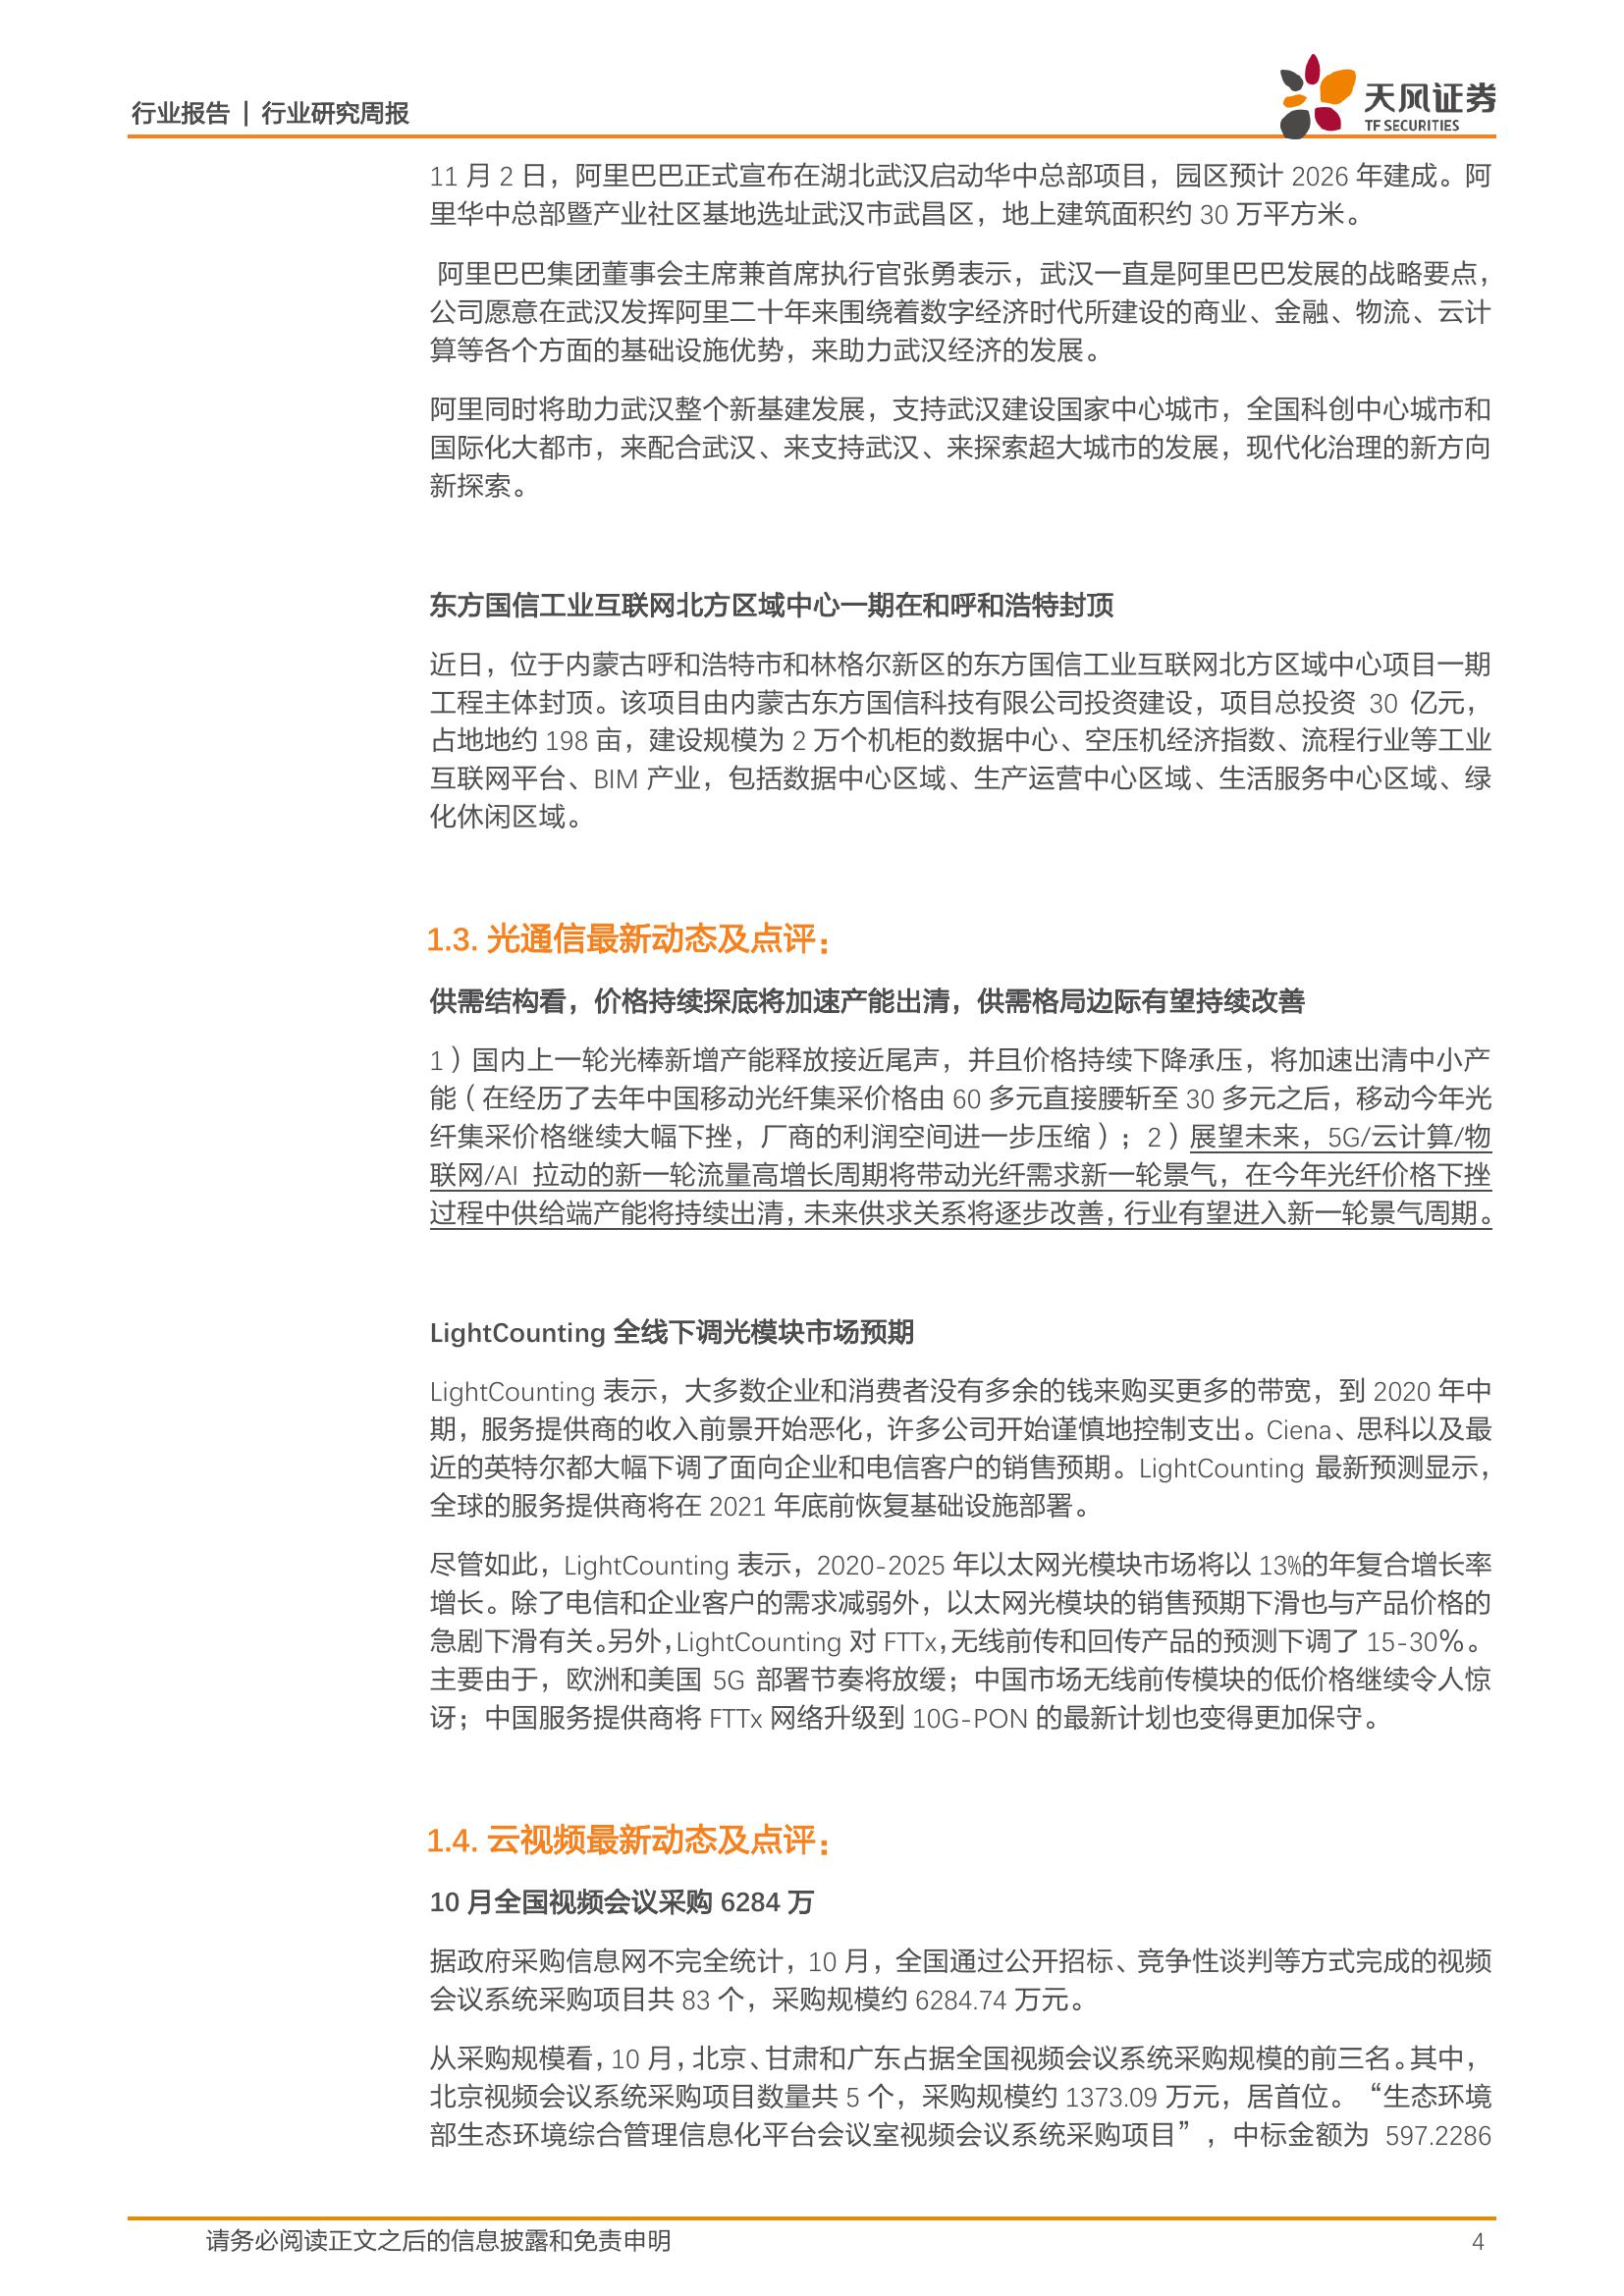 行业报告 | 行业研究周报
天风证券
TF SECURITIES
11 月 2 日，阿里巴巴正式宣布在湖北武汉启动华中总部项目，园区预计 2026 年建成。阿
里华中总部暨产业社区基地选址武汉市武昌区，地上建筑面积约 30 万平方米。
阿里巴巴集团董事会主席兼首席执行官张勇表示，武汉一直是阿里巴巴发展的战略要点，
公司愿意在武汉发挥阿里二十年来围绕着数字经济时代所建设的商业、金融、物流、云计
算等各个方面的基础设施优势，来助力武汉经济的发展。
阿里同时将助力武汉整个新基建发展，支持武汉建设国家中心城市，全国科创中心城市和
国际化大都市，来配合武汉、来支持武汉、来探索超大城市的发展，现代化治理的新方向
新探索。
东方国信工业互联网北方区域中心一期在和呼和浩特封顶
近日，位于内蒙古呼和浩特市和林格尔新区的东方国信工业互联网北方区域中心项目一期
工程主体封顶。该项目由内蒙古东方国信科技有限公司投资建设，项目总投资 30 亿元，
占地地约 198 亩，建设规模为 2 万个机柜的数据中心、空压机经济指数、流程行业等工业
互联网平台、BIM 产业，包括数据中心区域、生产运营中心区域、生活服务中心区域、绿
化休闲区域。
1.3. 光通信最新动态及点评：
供需结构看，价格持续探底将加速产能出清，供需格局边际有望持续改善
1）国内上一轮光棒新增产能释放接近尾声，并且价格持续下降承压，将加速出清中小产
能（在经历了去年中国移动光纤集采价格由 60 多元直接腰斩至 30 多元之后，移动今年光
纤集采价格继续大幅下挫，厂商的利润空间进一步压缩）；2）展望未来，5G/云计算/物
联网/AI 拉动的新一轮流量高增长周期将带动光纤需求新一轮景气，在今年光纤价格下挫
过程中供给端产能将持续出清，未来供求关系将逐步改善，行业有望进入新一轮景气周期。
LightCounting 全线下调光模块市场预期
LightCounting 表示，大多数企业和消费者没有多余的钱来购买更多的带宽，到 2020 年中
期，服务提供商的收入前景开始恶化，许多公司开始谨慎地控制支出。Ciena、思科以及最
近的英特尔都大幅下调了面向企业和电信客户的销售预期。LightCounting 最新预测显示，
全球的服务提供商将在 2021 年底前恢复基础设施部署。
尽管如此，LightCounting 表示，2020-2025 年以太网光模块市场将以 13%的年复合增长率
增长。除了电信和企业客户的需求减弱外，以太网光模块的销售预期下滑也与产品价格的
急剧下滑有关。另外，LightCounting 对 FTTx，无线前传和回传产品的预测下调了 15-30%。
主要由于，欧洲和美国 5G 部署节奏将放缓；中国市场无线前传模块的低价格继续令人惊
讶；中国服务提供商将 FTTx 网络升级到 10G-PON 的最新计划也变得更加保守。
1.4. 云视频最新动态及点评：
10 月全国视频会议采购 6284 万
据政府采购信息网不完全统计，10 月，全国通过公开招标、竞争性谈判等方式完成的视频
会议系统采购项目共 83 个，采购规模约 6284.74 万元。
从采购规模看，10 月，北京、甘肃和广东占据全国视频会议系统采购规模的前三名。其中，
北京视频会议系统采购项目数量共 5 个，采购规模约 1373.09 万元，居首位。“生态环境
部生态环境综合管理信息化平台会议室视频会议系统采购项目”，中标金额为 597.2286
请务必阅读正文之后的信息披露和免责申明
4